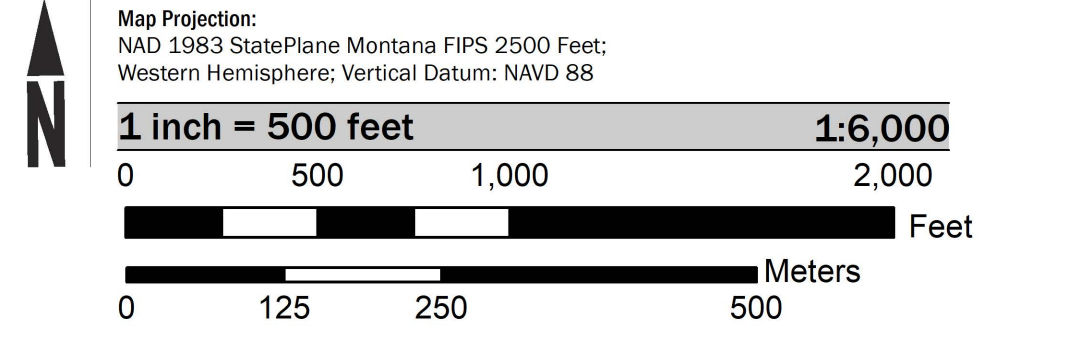 Map Projection:
NAD 1983 StatePlane Montana FIPS 2500 Feet;
Western Hemisphere; Vertical Datum: NAVD 88
N
1 inch = 500 feet 1:6,000
0 500 1,000 2,000
Feet
Meters
0 125 250 500